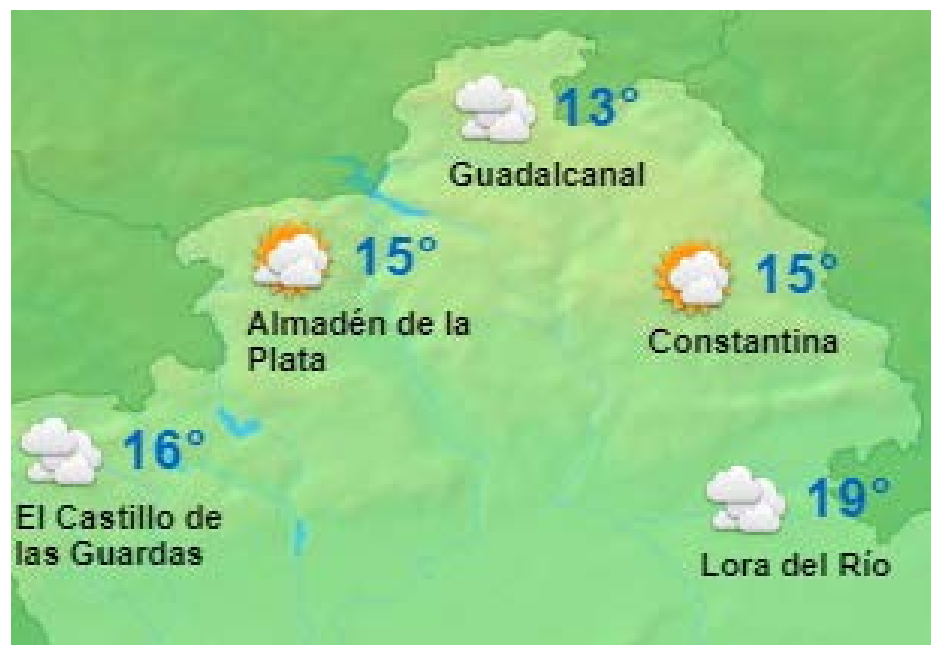 13°
Guadalcanal
15°
Almadén de la
Plata
15°
Constantina
16°
El Castillo de
las Guardas
19°
Lora del Río